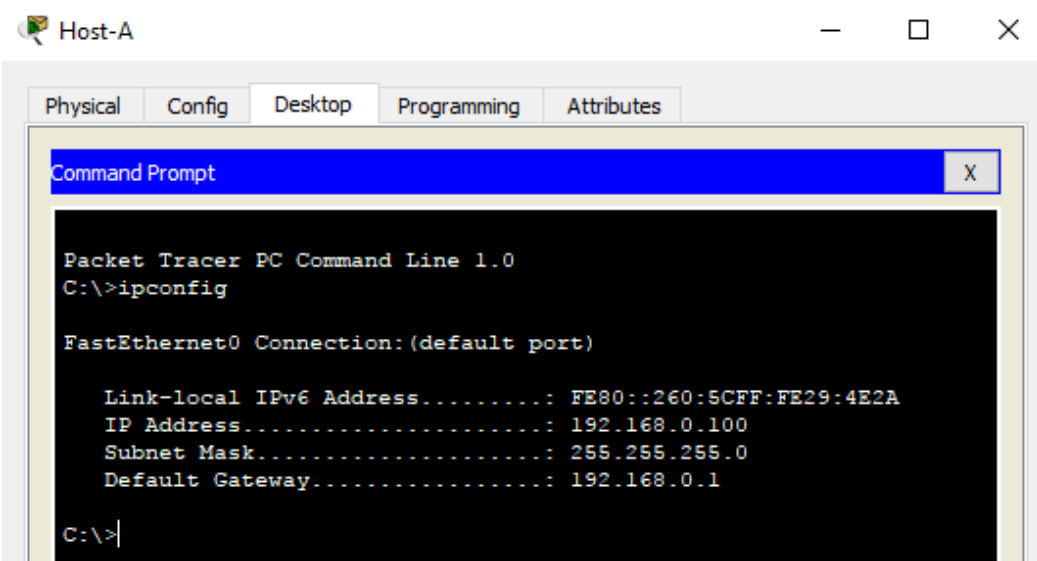 Host-A
Physical Config Desktop Programming Attributes
Command Prompt X
Packet Tracer PC Command Line 1.0
C:\>ipconfig
FastEthernet0 Connection:(default port)
Link-local IPv6 Address.........: FE80::260:5CFF:FE29:4E2A
IP Address......................: 192.168.0.100
Subnet Mask.....................: 255.255.255.0
Default Gateway.................: 192.168.0.1
C:\>